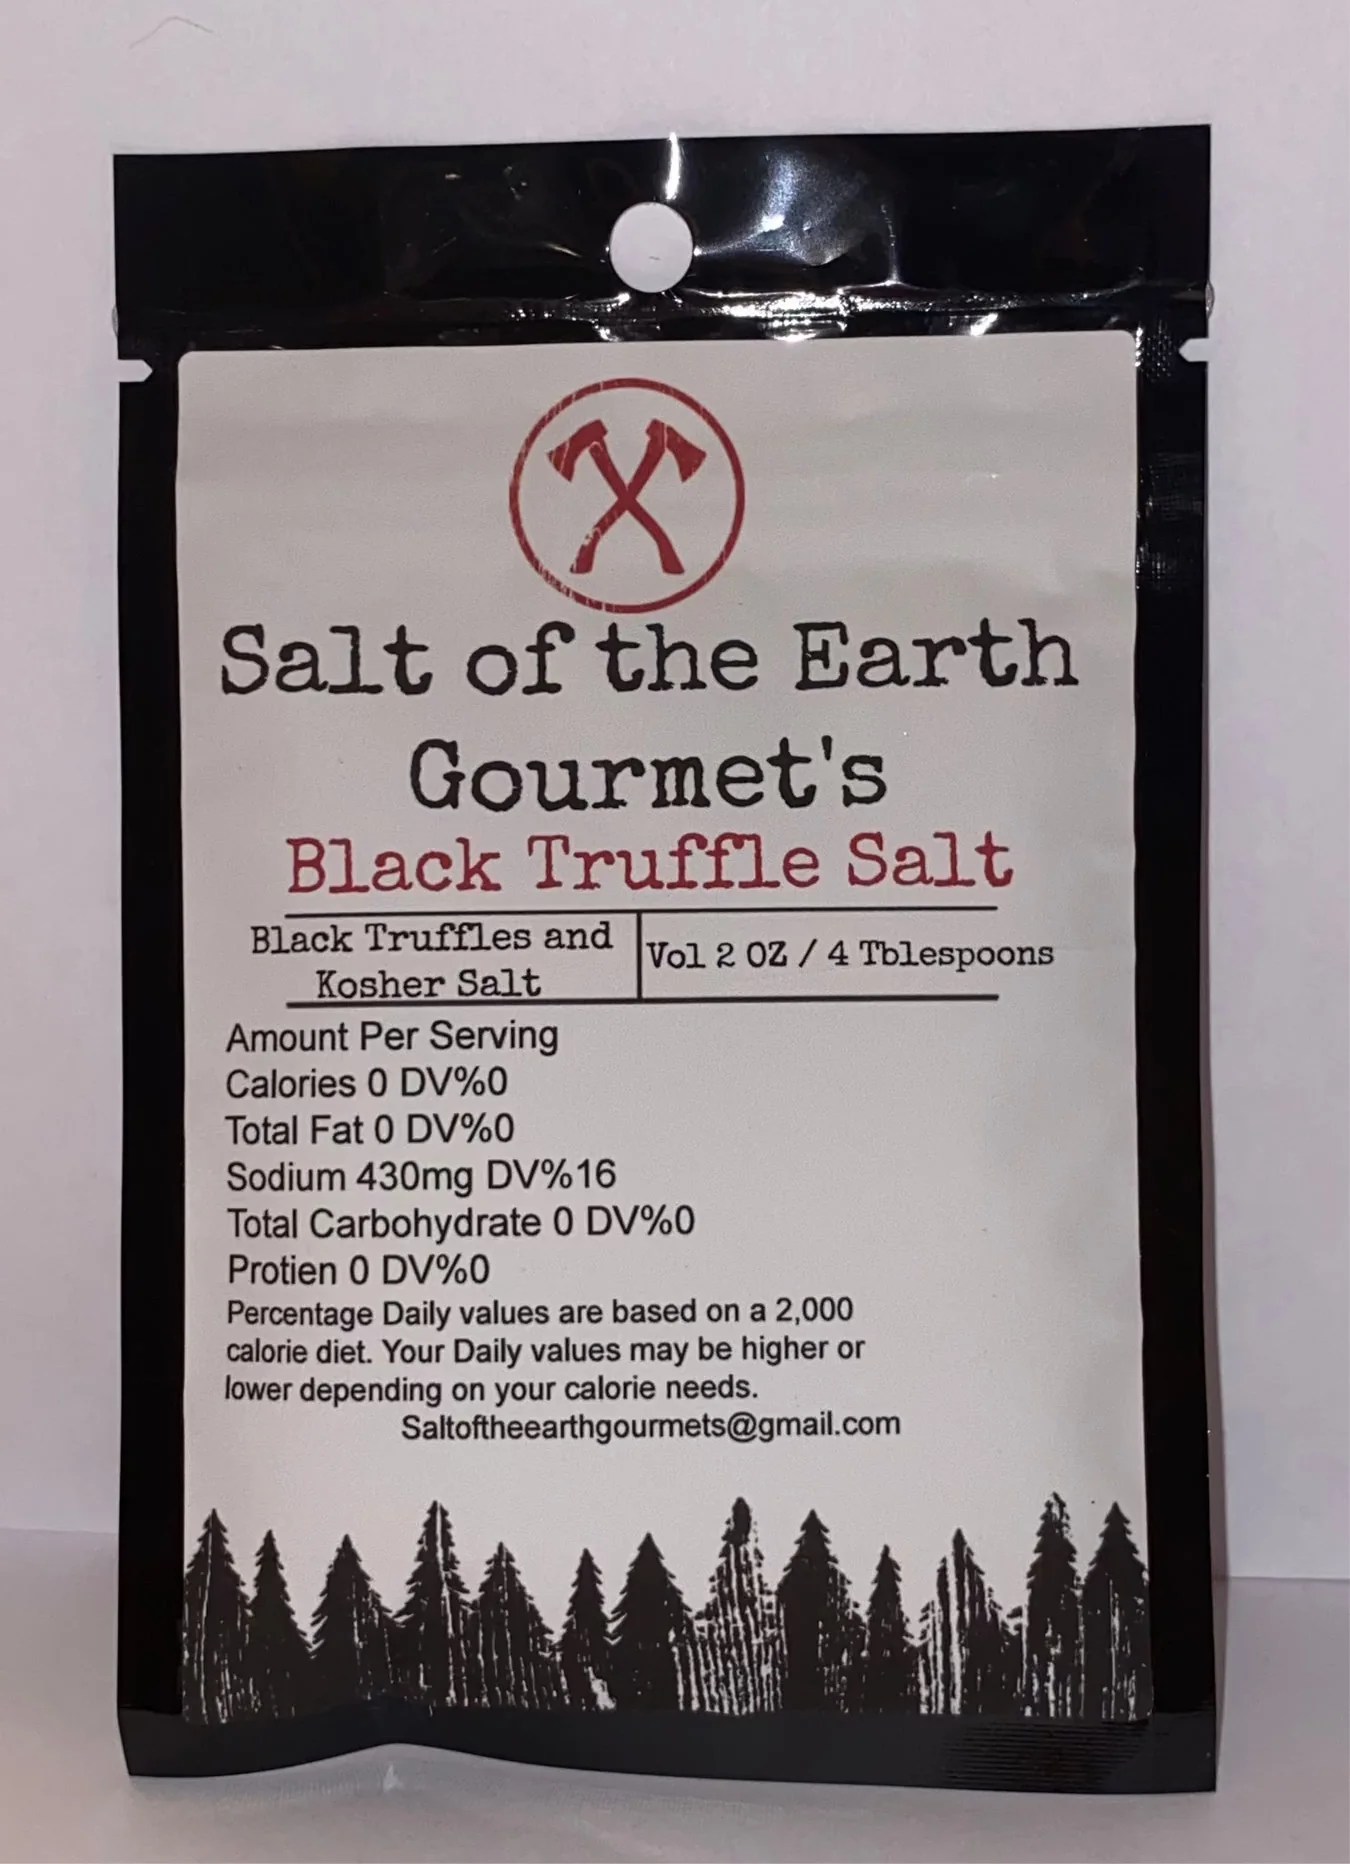 Salt of the Earth
Gourmet's
Black Truffle Salt
Black Truffles and
Kosher Salt
Vol 2 OZ / 4 Tblespoons
Amount Per Serving
Calories 0 DV%0
Total Fat 0 DV%0
Sodium 430mg DV%16
Total Carbohydrate 0 DV%0
Protien 0 DV%0
Percentage Daily values are based on a 2,000
calorie diet. Your Daily values may be higher or
lower depending on your calorie needs.
Saltoftheearthgourmets@gmail.com